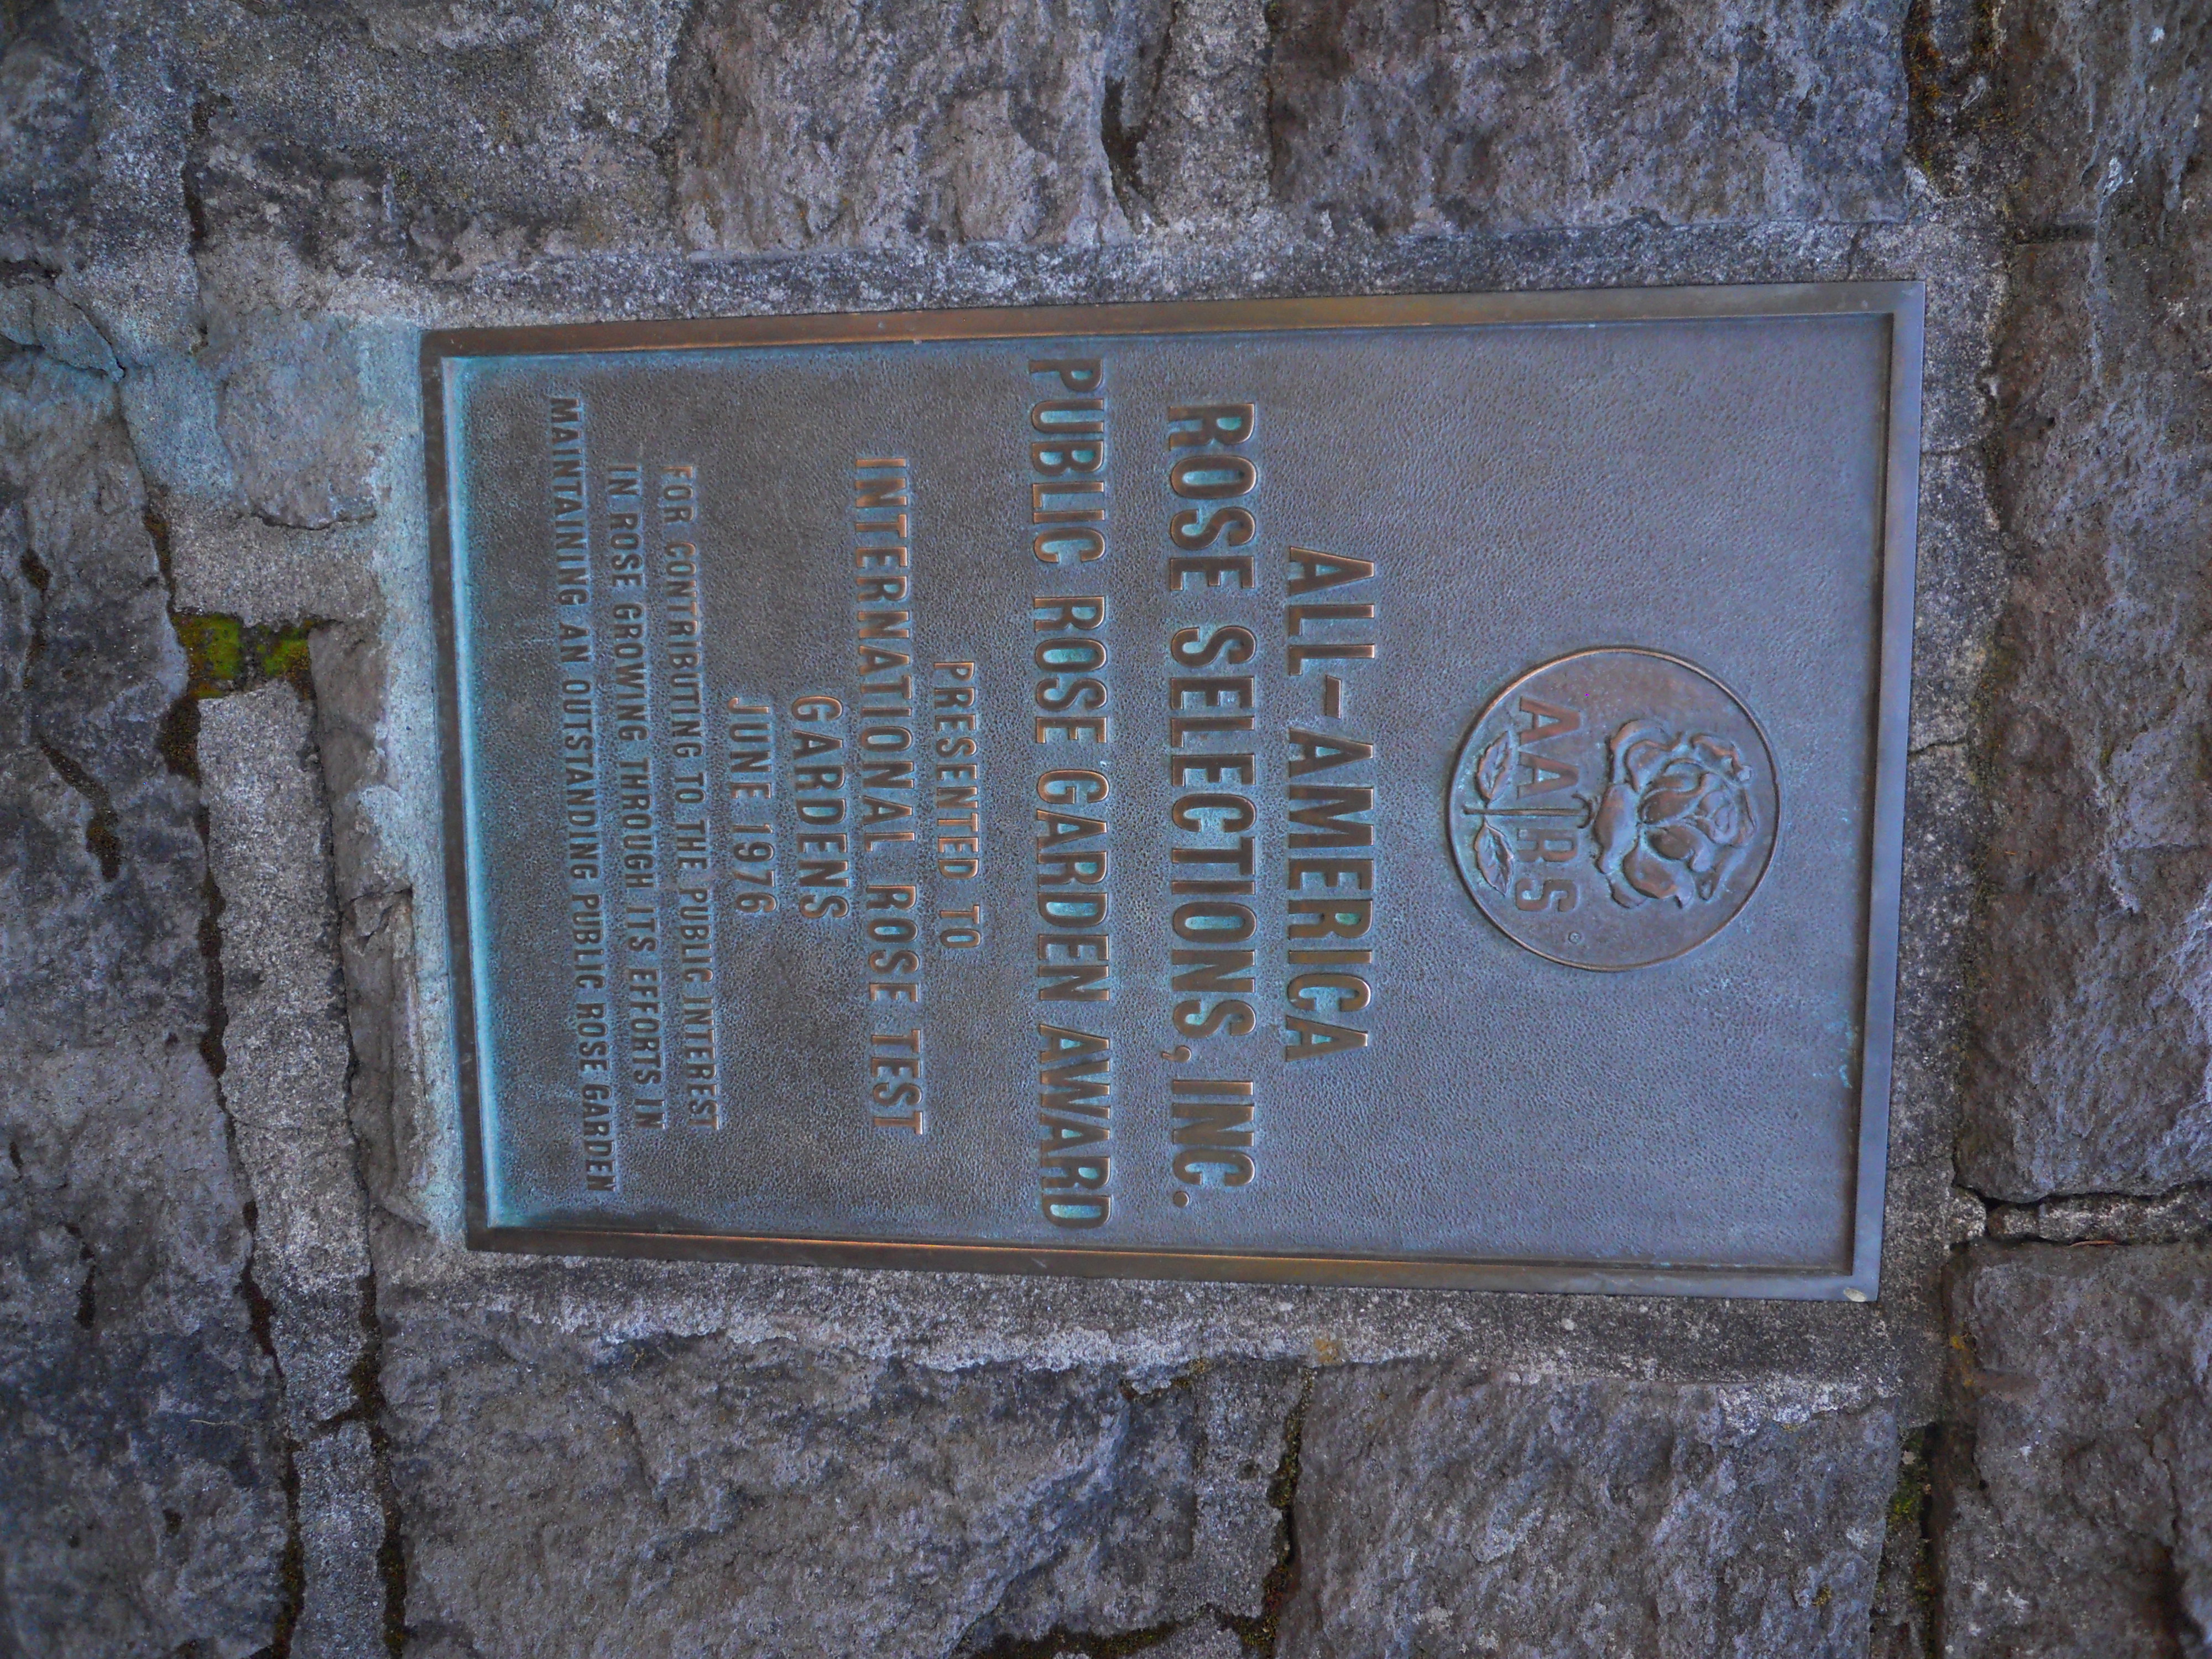 AARS
ALL-AMERICA
ROSE SELECTIONS, INC.
PUBLIC ROSE GARDEN AWARD
PRESENTED TO
INTERNATIONAL ROSE TEST
GARDENS
JUNE 1976
FOR CONTRIBUTING TO THE PUBLIC INTEREST
IN ROSE GROWING THROUGH ITS EFFORTS IN
MAINTAINING AN OUTSTANDING PUBLIC ROSE GARDEN